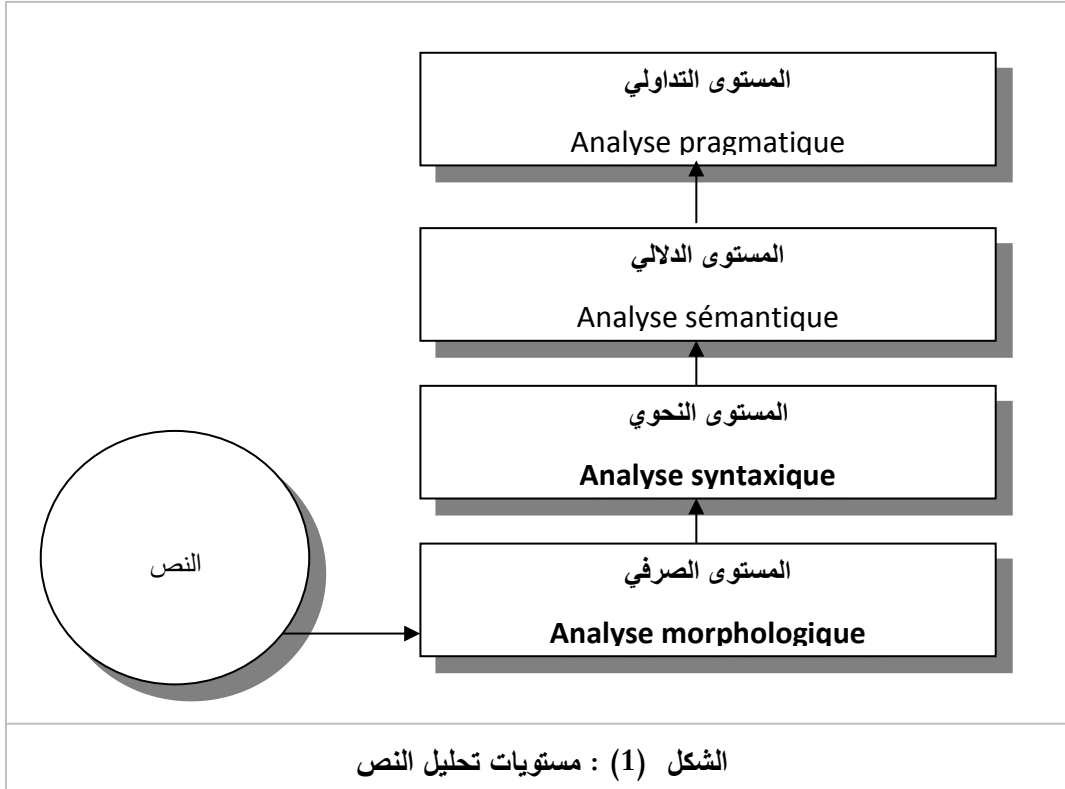 المستوى التداولي
Analyse pragmatique
المستوى الدلالي
Analyse sémantique
المستوى النحوي
Analyse syntaxique
النص
المستوى الصرفي
Analyse morphologique
الشكل (1) : مستويات تحليل النص